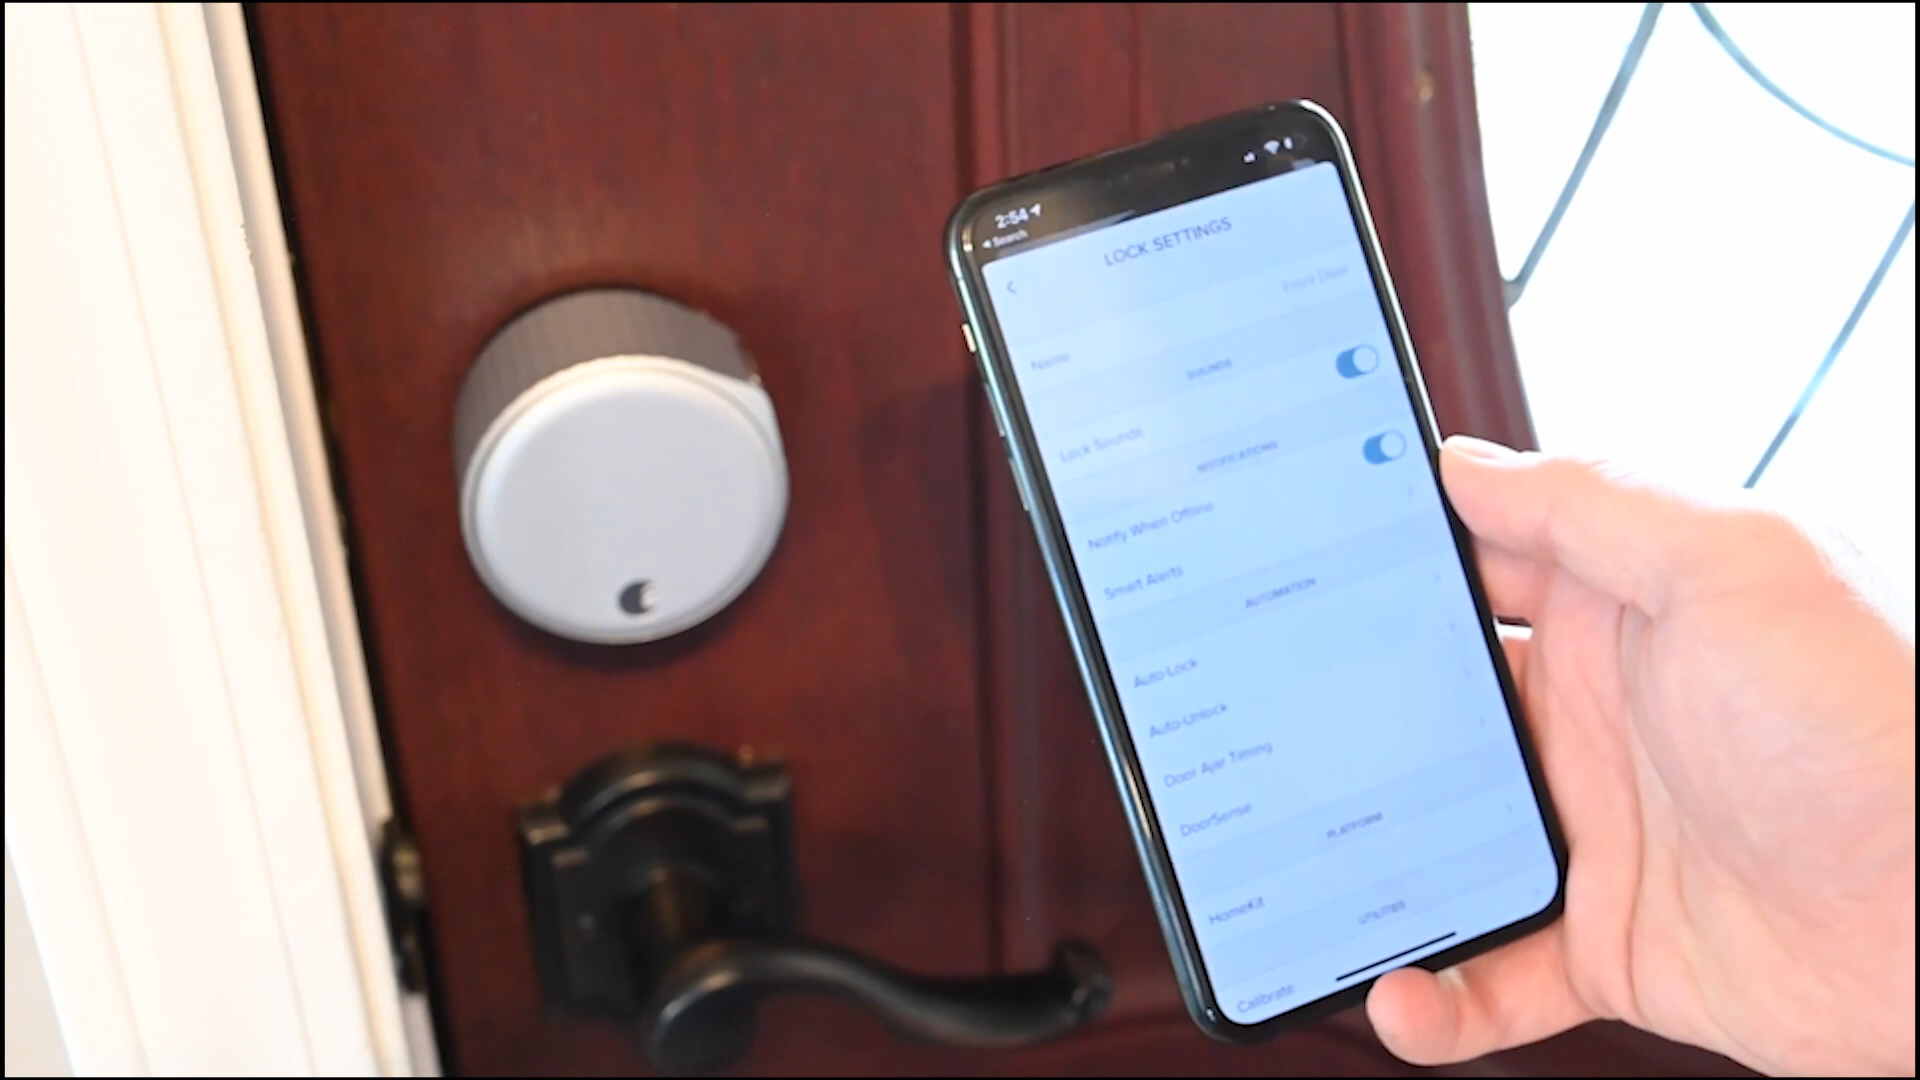 2:54
Search
LOCK SETTINGS
Name Front Door
SOUNDS
Lock Sounds
NOTIFICATIONS
Notify When Offline
Smart Alerts
AUTOMATION
Auto-Lock
Auto-Unlock
Door Ajar Timing
DoorSense
PLATFORM
HomeKit
UTILITIES
Calibrate